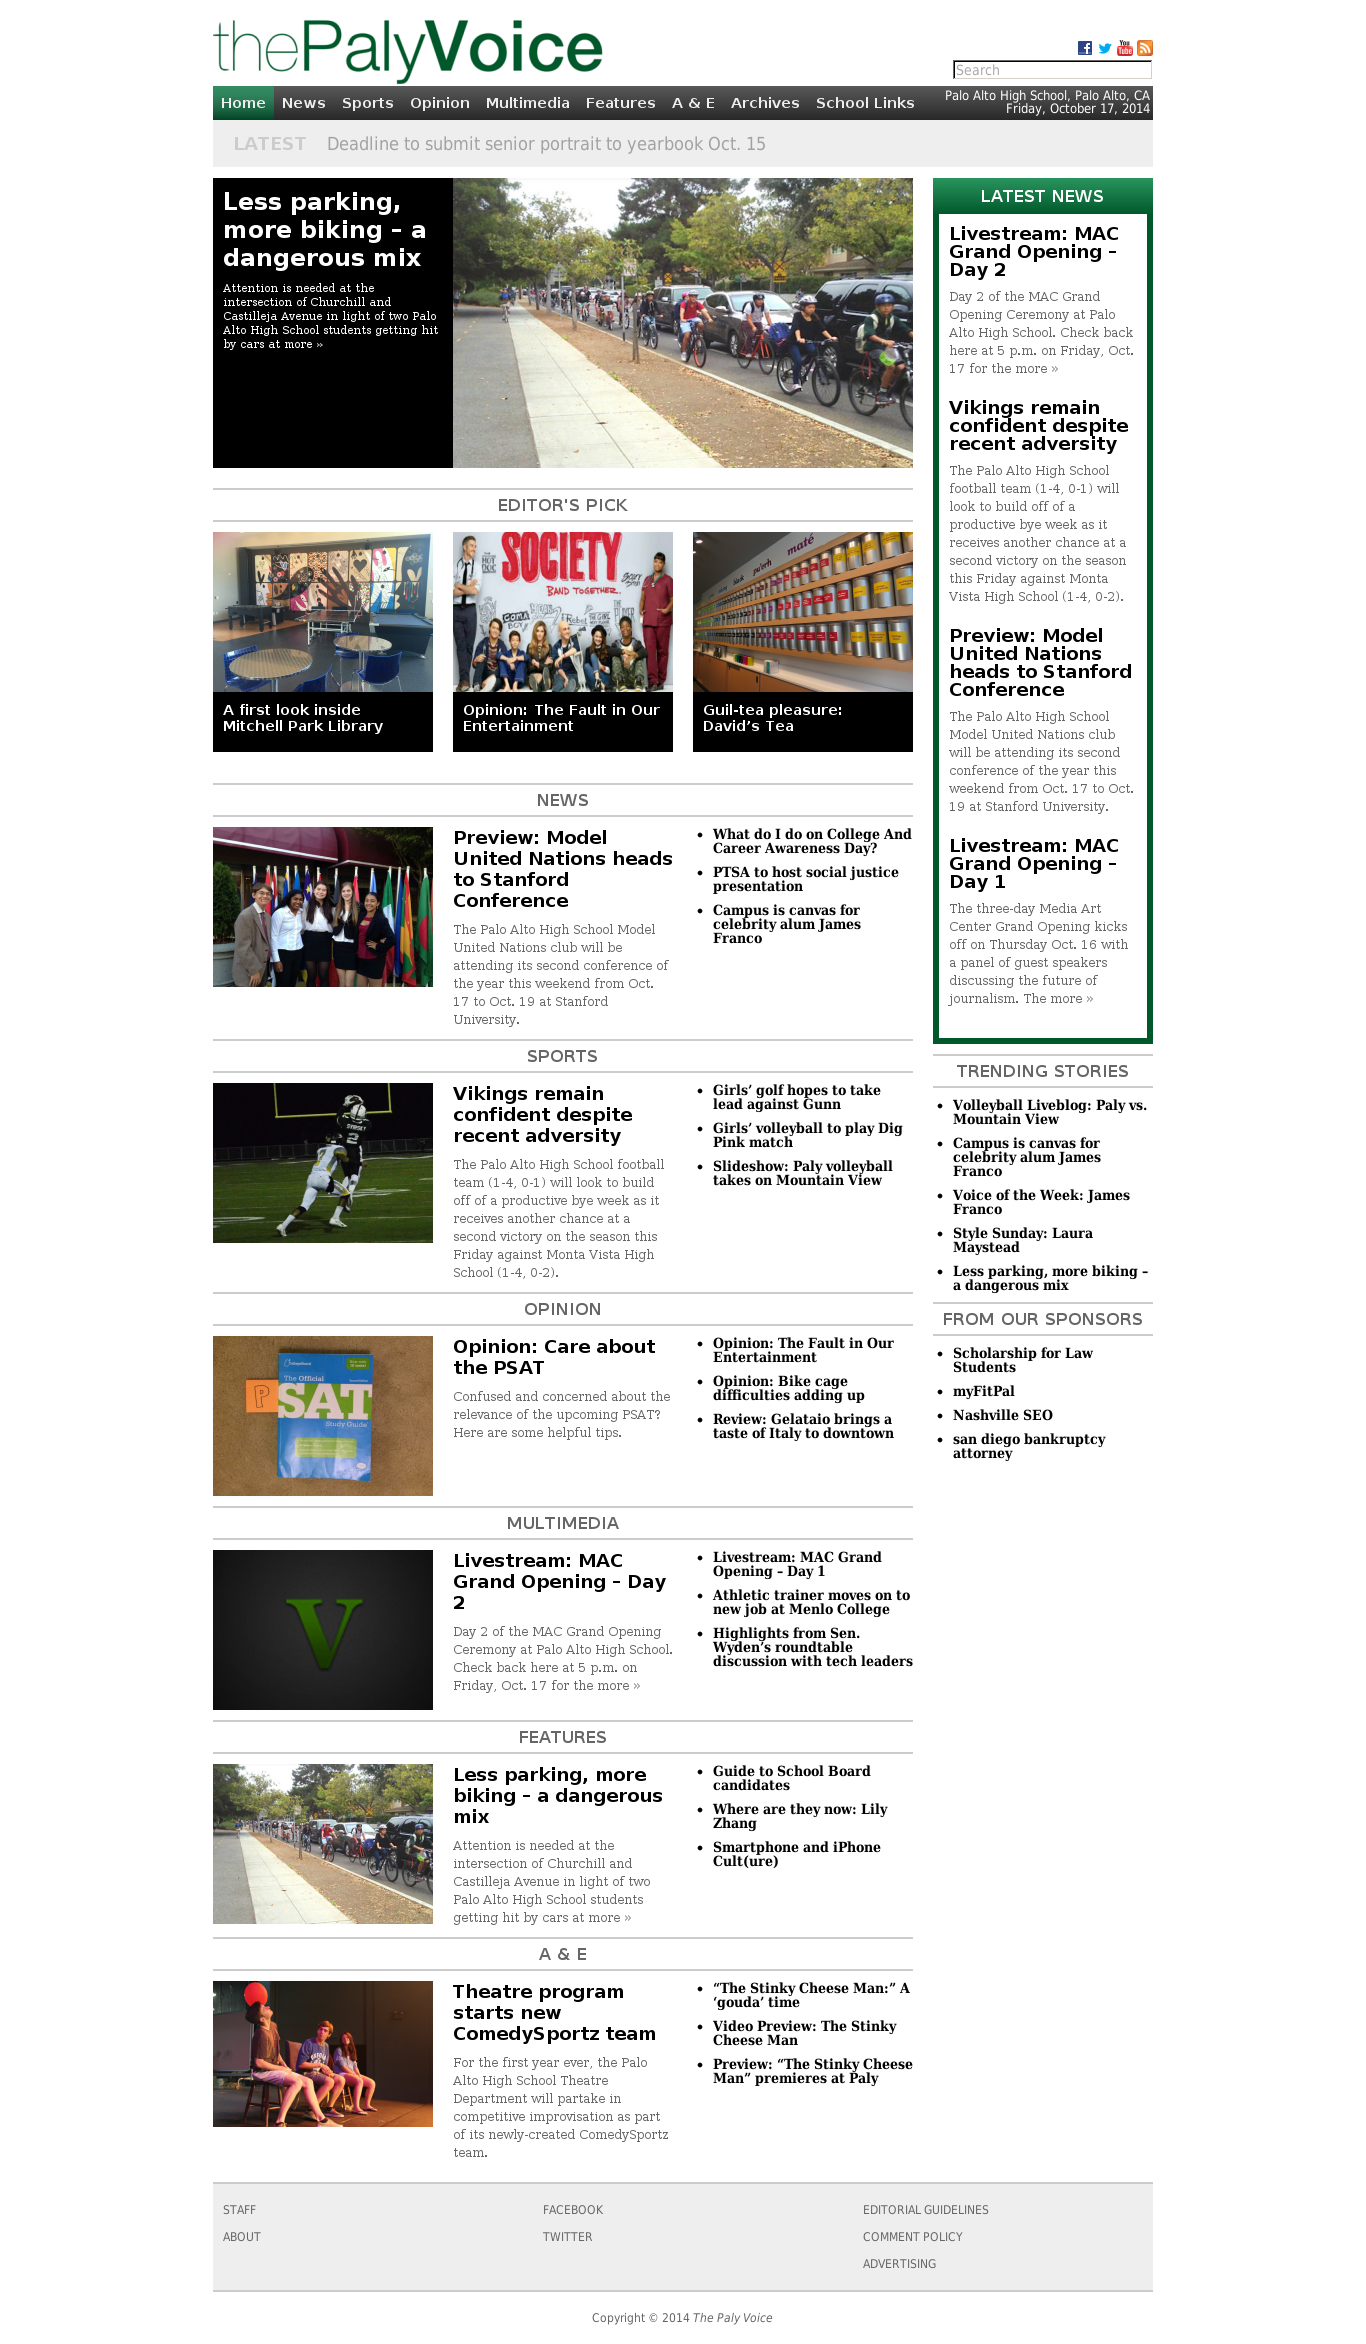 thePalyVoice
Search
Home News Sports Opinion Multimedia Features A & E Archives School Links
Palo Alto High School, Palo Alto, CA
Friday, October 17, 2014
LATEST Deadline to submit senior portrait to yearbook Oct. 15
Less parking,
more biking – a
dangerous mix
Attention is needed at the
intersection of Churchill and
Castilleja Avenue in light of two Palo
Alto High School students getting hit
by cars at more »
EDITOR'S PICK
SOCIETY
BAND TOGETHER..
maté
A first look inside
Mitchell Park Library
Opinion: The Fault in Our
Entertainment
Guil-tea pleasure:
David’s Tea
NEWS
Preview: Model
United Nations heads
to Stanford
Conference
The Palo Alto High School Model
United Nations club will be
attending its second conference of
the year this weekend from Oct.
17 to Oct. 19 at Stanford
University.
• What do I do on College And
Career Awareness Day?
• PTSA to host social justice
presentation
• Campus is canvas for
celebrity alum James
Franco
SPORTS
2
Vikings remain
confident despite
recent adversity
The Palo Alto High School football
team (1-4, 0-1) will look to build
off of a productive bye week as it
receives another chance at a
second victory on the season this
Friday against Monta Vista High
School (1-4, 0-2).
• Girls’ golf hopes to take
lead against Gunn
• Girls’ volleyball to play Dig
Pink match
• Slideshow: Paly volleyball
takes on Mountain View
OPINION
The Official
P
SAT
Study Guide
Opinion: Care about
the PSAT
Confused and concerned about the
relevance of the upcoming PSAT?
Here are some helpful tips.
• Opinion: The Fault in Our
Entertainment
• Opinion: Bike cage
difficulties adding up
• Review: Gelataio brings a
taste of Italy to downtown
MULTIMEDIA
V
Livestream: MAC
Grand Opening – Day
2
Day 2 of the MAC Grand Opening
Ceremony at Palo Alto High School.
Check back here at 5 p.m. on
Friday, Oct. 17 for the more »
• Livestream: MAC Grand
Opening – Day 1
• Athletic trainer moves on to
new job at Menlo College
• Highlights from Sen.
Wyden’s roundtable
discussion with tech leaders
FEATURES
Less parking, more
biking – a dangerous
mix
Attention is needed at the
intersection of Churchill and
Castilleja Avenue in light of two
Palo Alto High School students
getting hit by cars at more »
• Guide to School Board
candidates
• Where are they now: Lily
Zhang
• Smartphone and iPhone
Cult(ure)
A & E
Theatre program
starts new
ComedySportz team
For the first year ever, the Palo
Alto High School Theatre
Department will partake in
competitive improvisation as part
of its newly-created ComedySportz
team.
• “The Stinky Cheese Man:” A
‘gouda’ time
• Video Preview: The Stinky
Cheese Man
• Preview: “The Stinky Cheese
Man” premieres at Paly
LATEST NEWS
Livestream: MAC
Grand Opening –
Day 2
Day 2 of the MAC Grand
Opening Ceremony at Palo
Alto High School. Check back
here at 5 p.m. on Friday, Oct.
17 for the more »
Vikings remain
confident despite
recent adversity
The Palo Alto High School
football team (1-4, 0-1) will
look to build off of a
productive bye week as it
receives another chance at a
second victory on the season
this Friday against Monta
Vista High School (1-4, 0-2).
Preview: Model
United Nations
heads to Stanford
Conference
The Palo Alto High School
Model United Nations club
will be attending its second
conference of the year this
weekend from Oct. 17 to Oct.
19 at Stanford University.
Livestream: MAC
Grand Opening –
Day 1
The three-day Media Art
Center Grand Opening kicks
off on Thursday Oct. 16 with
a panel of guest speakers
discussing the future of
journalism. The more »
TRENDING STORIES
• Volleyball Liveblog: Paly vs.
Mountain View
• Campus is canvas for
celebrity alum James
Franco
• Voice of the Week: James
Franco
• Style Sunday: Laura
Maystead
• Less parking, more biking –
a dangerous mix
FROM OUR SPONSORS
• Scholarship for Law
Students
• myFitPal
• Nashville SEO
• san diego bankruptcy
attorney
STAFF
ABOUT
FACEBOOK
TWITTER
EDITORIAL GUIDELINES
COMMENT POLICY
ADVERTISING
Copyright © 2014 The Paly Voice